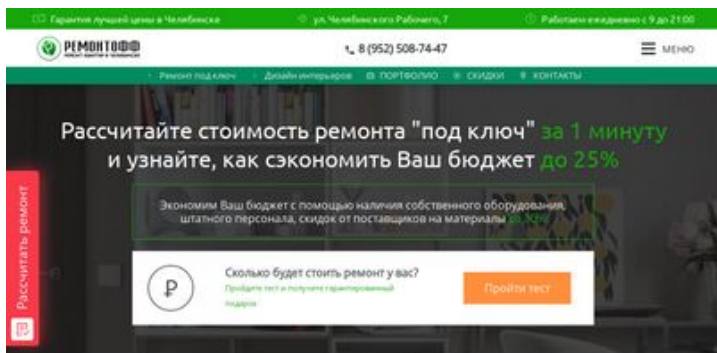 Гарантия лучшей цены в Челябинске
ул. Челябинского Рабочего, 7
Работаем ежедневно с 9 до 21:00
РЕМОНТОФФ
8 (952) 508-74-47
МЕНЮ
Ремонт под ключ
Дизайн интерьеров
ПОРТФОЛИО
СКИДКИ
КОНТАКТЫ
Рассчитайте стоимость ремонта "под ключ" за 1 минуту
и узнайте, как сэкономить Ваш бюджет до 25%
Экономим Ваш бюджет с помощью наличия собственного оборудования,
штатного персонала, скидок от поставщиков на материалы
Рассчитать ремонт
Сколько будет стоить ремонт у вас?
Пройдите тест и получите гарантированный
подарок
Пройти тест